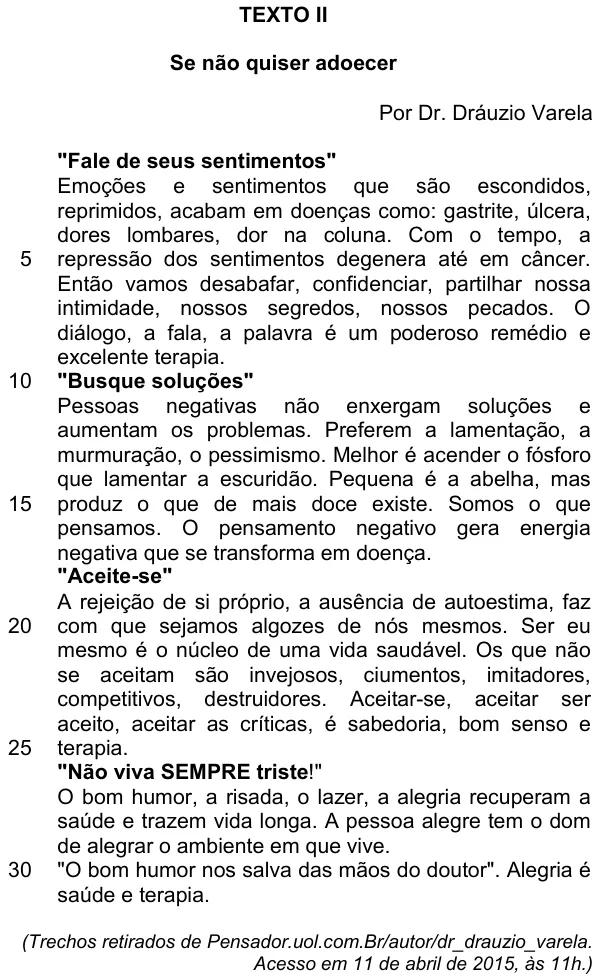 TEXTO II
Se não quiser adoecer
Por Dr. Dráuzio Varela
"Fale de seus sentimentos"
Emoções e sentimentos que são escondidos,
reprimidos, acabam em doenças como: gastrite, úlcera,
dores lombares, dor na coluna. Com o tempo, a
5 repressão dos sentimentos degenera até em câncer.
Então vamos desabafar, confidenciar, partilhar nossa
intimidade, nossos segredos, nossos pecados. O
diálogo, a fala, a palavra é um poderoso remédio e
excelente terapia.
10 "Busque soluções"
Pessoas negativas não enxergam soluções e
aumentam os problemas. Preferem a lamentação, a
murmuração, o pessimismo. Melhor é acender o fósforo
que lamentar a escuridão. Pequena é a abelha, mas
15 produz o que de mais doce existe. Somos o que
pensamos. O pensamento negativo gera energia
negativa que se transforma em doença.
"Aceite-se"
A rejeição de si próprio, a ausência de autoestima, faz
20 com que sejamos algozes de nós mesmos. Ser eu
mesmo é o núcleo de uma vida saudável. Os que não
se aceitam são invejosos, ciumentos, imitadores,
competitivos, destruidores. Aceitar-se, aceitar ser
aceito, aceitar as críticas, é sabedoria, bom senso e
25 terapia.
"Não viva SEMPRE triste!"
O bom humor, a risada, o lazer, a alegria recuperam a
saúde e trazem vida longa. A pessoa alegre tem o dom
de alegrar o ambiente em que vive.
30 "O bom humor nos salva das mãos do doutor". Alegria é
saúde e terapia.
(Trechos retirados de Pensador.uol.com.Br/autor/dr_drauzio_varela.
Acesso em 11 de abril de 2015, às 11h.)